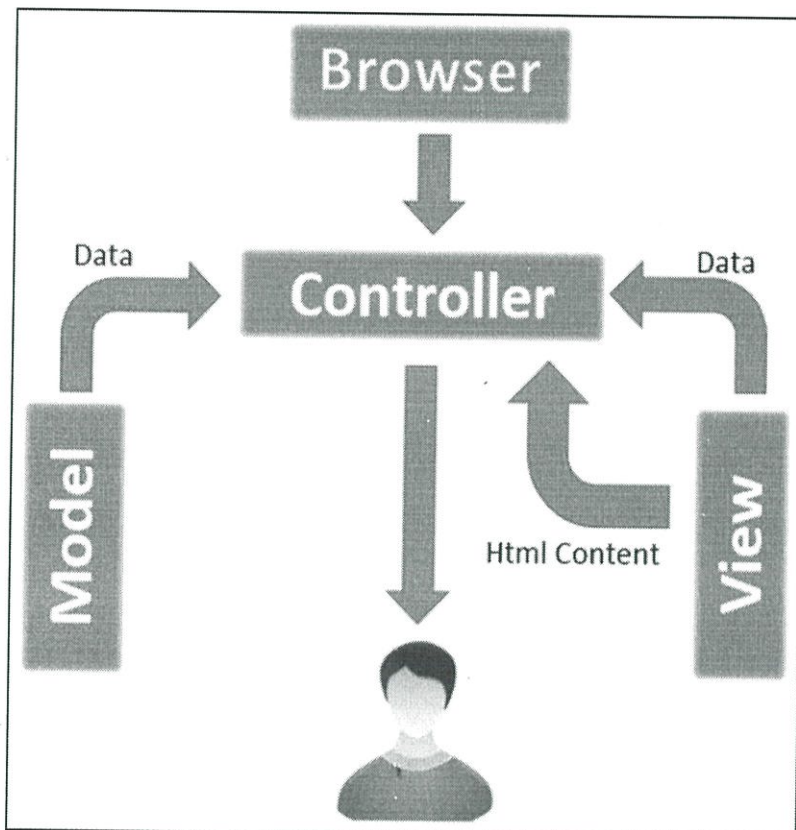 Browser
Data
Data
Controller
Model
View
Html Content